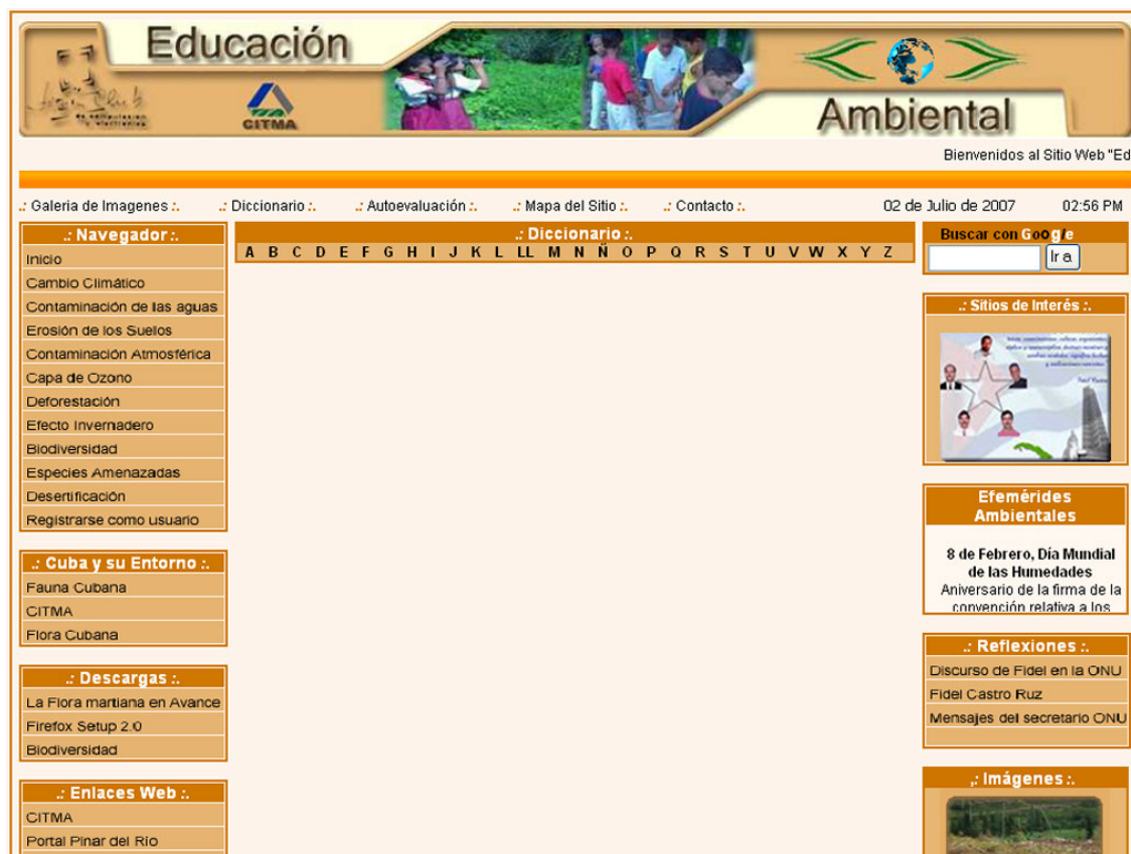 Educación
CITMA
Ambiental
Bienvenidos al Sitio Web "Ed
.: Galeria de Imagenes :. .: Diccionario :. .: Autoevaluación :. .: Mapa del Sitio :. .: Contacto :. 02 de Julio de 2007 02:56 PM
.: Navegador :.
Inicio
Cambio Climático
Contaminación de las aguas
Erosión de los Suelos
Contaminación Atmosférica
Capa de Ozono
Deforestación
Efecto Invernadero
Biodiversidad
Especies Amenazadas
Desertificación
Registrarse como usuario
.: Cuba y su Entorno :.
Fauna Cubana
CITMA
Flora Cubana
.: Descargas :.
La Flora martiana en Avance
Firefox Setup 2.0
Biodiversidad
.: Enlaces Web :.
CITMA
Portal Pinar del Río
.: Diccionario :.
A B C D E F G H I J K L LL M N Ñ O P Q R S T U V W X Y Z
Buscar con Google
Ir a
.: Sitios de Interés :.
Efemérides
Ambientales
8 de Febrero, Día Mundial
de las Humedades
Aniversario de la firma de la
convención relativa a los
.: Reflexiones :.
Discurso de Fidel en la ONU
Fidel Castro Ruz
Mensajes del secretario ONU
.: Imágenes :.